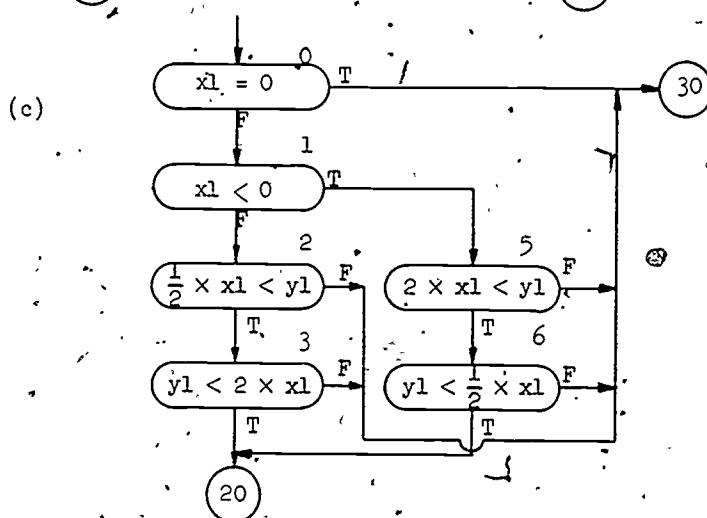 (c)
0
x1 = 0
T
30
F
1
x1 < 0
T
F
2
1/2 × x1 < y1
F
5
2 × x1 < y1
F
T
3
T
6
y1 < 2 × x1
F
y1 < 1/2 × x1
F
T
T
20